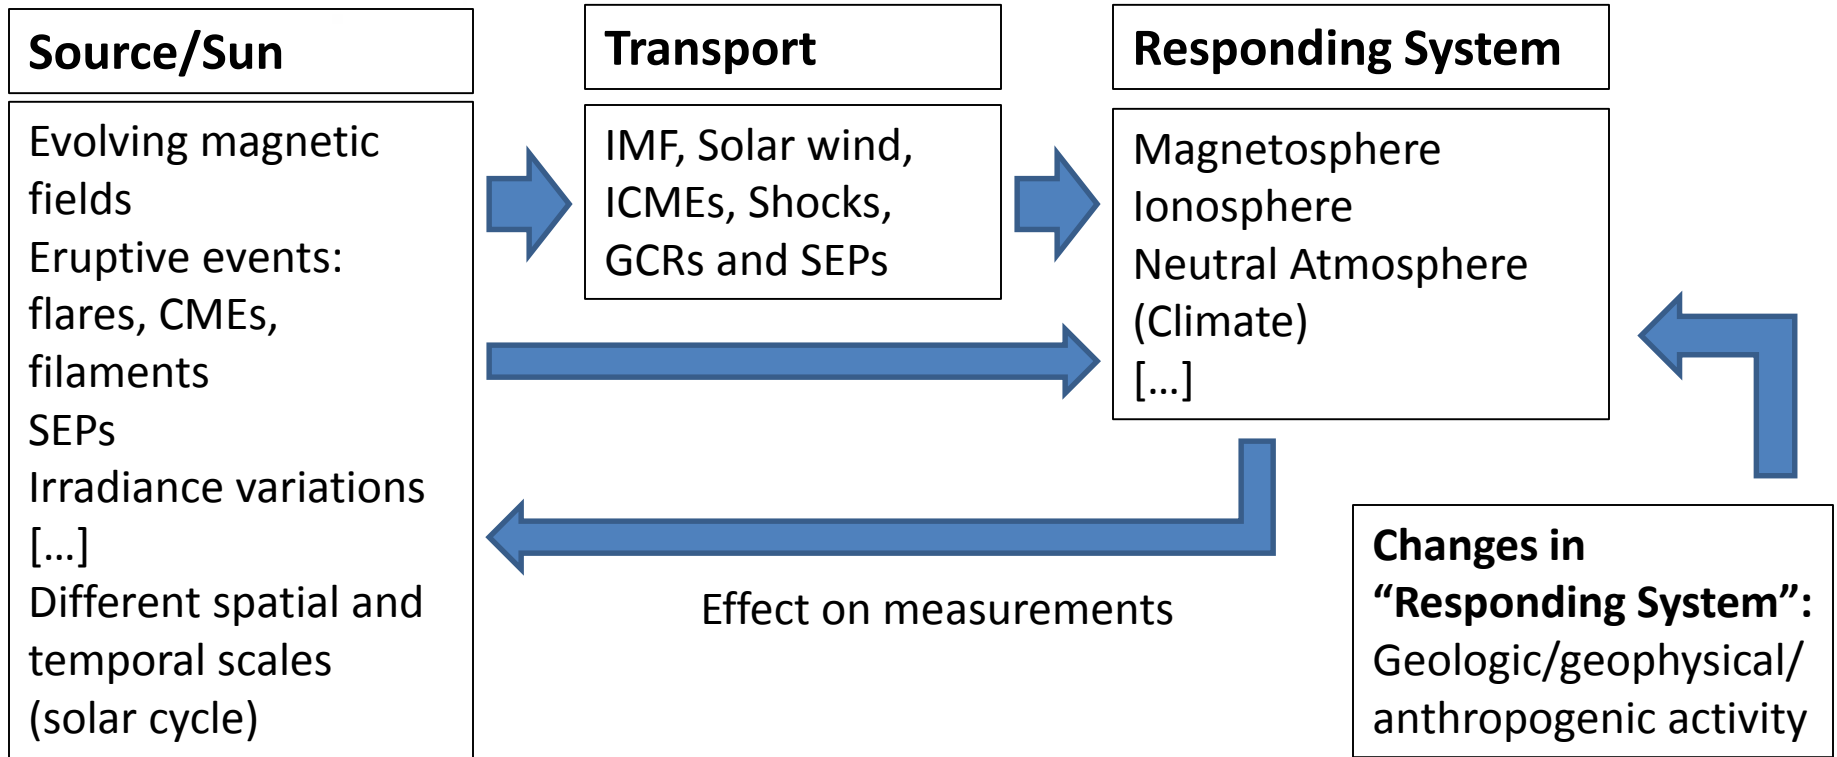 Source/Sun
Evolving magnetic
fields
Eruptive events:
flares, CMEs,
filaments
SEPs
Irradiance variations
[…]
Different spatial and
temporal scales
(solar cycle)
Transport
IMF, Solar wind,
ICMEs, Shocks,
GCRs and SEPs
Responding System
Magnetosphere
Ionosphere
Neutral Atmosphere
(Climate)
[…]
Effect on measurements
Changes in
“Responding System”:
Geologic/geophysical/
anthropogenic activity